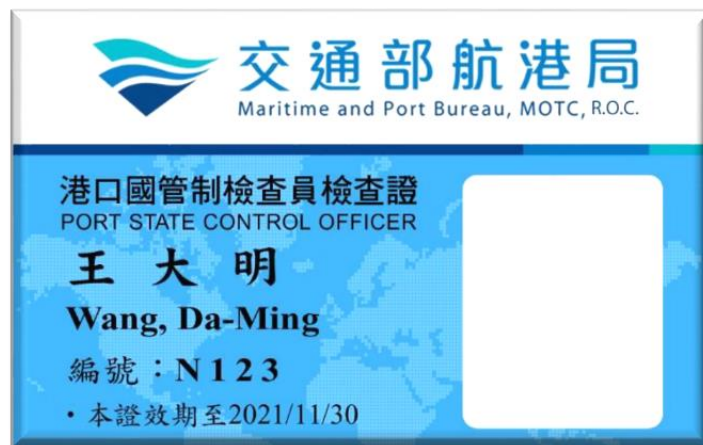 交通部航港局
Maritime and Port Bureau, MOTC, R.O.C.
港口國管制檢查員檢查證
PORT STATE CONTROL OFFICER
王大明
Wang, Da-Ming
編號：N123
・本證效期至2021/11/30